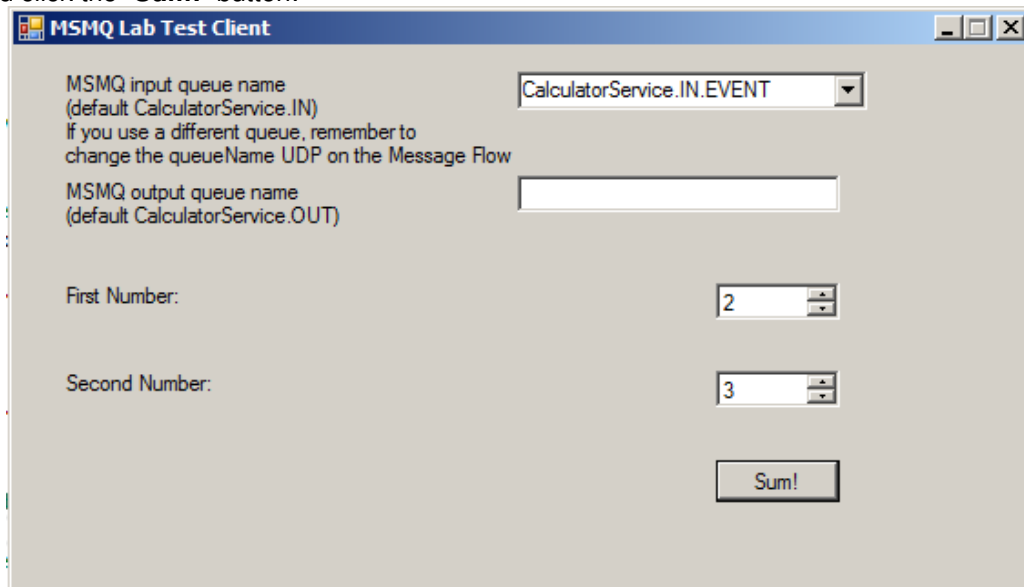 MSMQ Lab Test Client
MSMQ input queue name
(default CalculatorService.IN)
If you use a different queue, remember to
change the queueName UDP on the Message Flow
CalculatorService.IN.EVENT
MSMQ output queue name
(default CalculatorService.OUT)
First Number:
2
Second Number:
3
Sum!